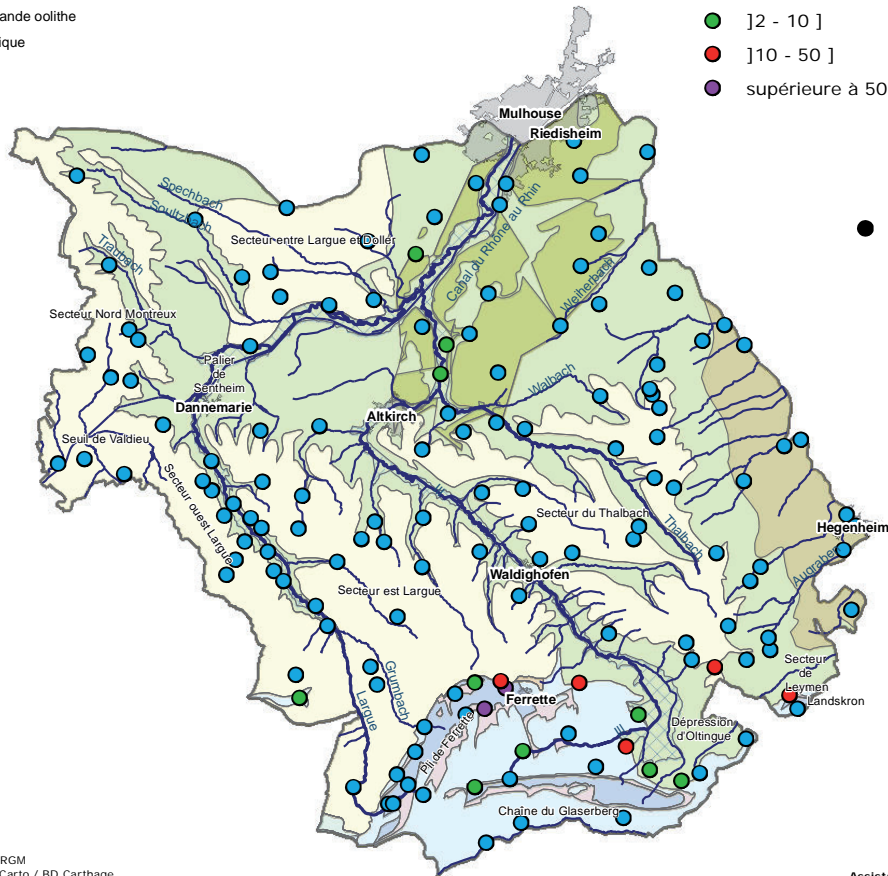 ande oolithe
ique
]2 - 10 ]
]10 - 50 ]
supérieure à 50
Mulhouse
Riedisheim
Spechbach
Soultzbach
Secteur entre Largue et Doller
Traubach
Canal du Rhône au Rhin
Weiherbach
Secteur Nord Montreux
Palier
de
Sentheim
Dannemarie
Altkirch
Walbach
Seuil de Valdieu
Secteur ouest Largue
Ill
Secteur du Thalbach
Thalbach
Hegenheim
Augraben
Waldighofen
Secteur est Largue
Grumbach
Largue
Secteur
de
Leymen
Landskron
Ferrette
Pli de Ferrette
Ill
Dépression
d'Oltingue
Chaîne du Glaserberg
RGM
Carto / BD Carthage
Assist